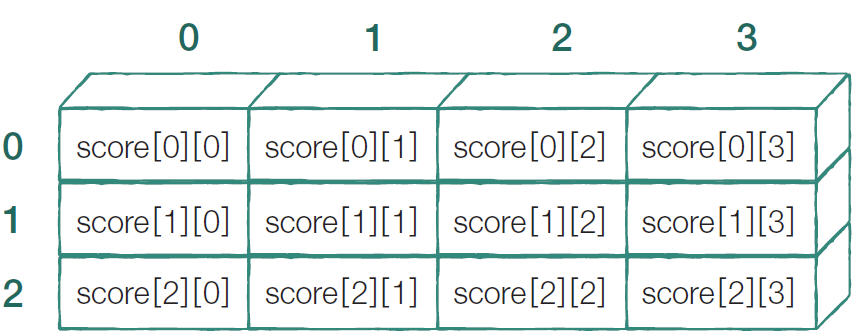 0 1 2 3
0 score[0][0] score[0][1] score[0][2] score[0][3]
1 score[1][0] score[1][1] score[1][2] score[1][3]
2 score[2][0] score[2][1] score[2][2] score[2][3]